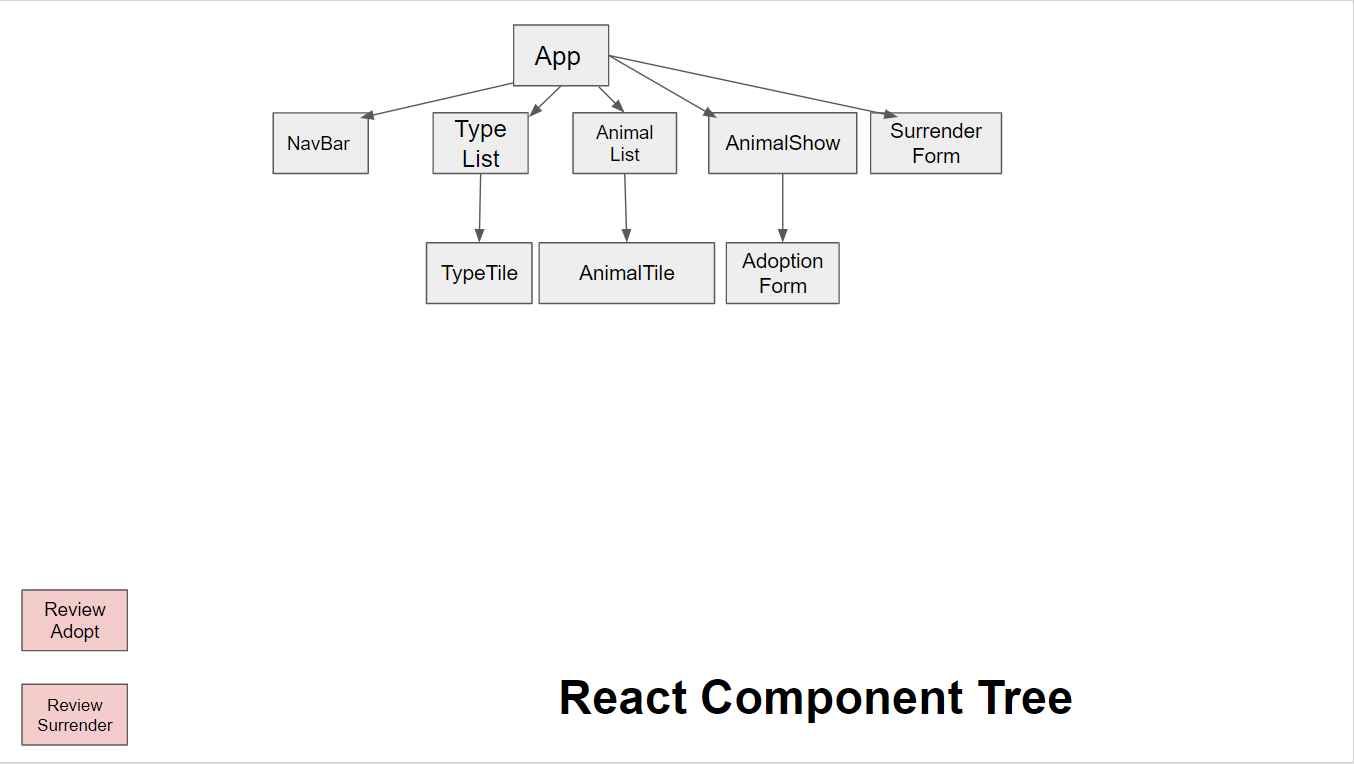 App
NavBar
Type
List
Animal
List
AnimalShow
Surrender
Form
TypeTile
AnimalTile
Adoption
Form
Review
Adopt
Review
Surrender
React Component Tree